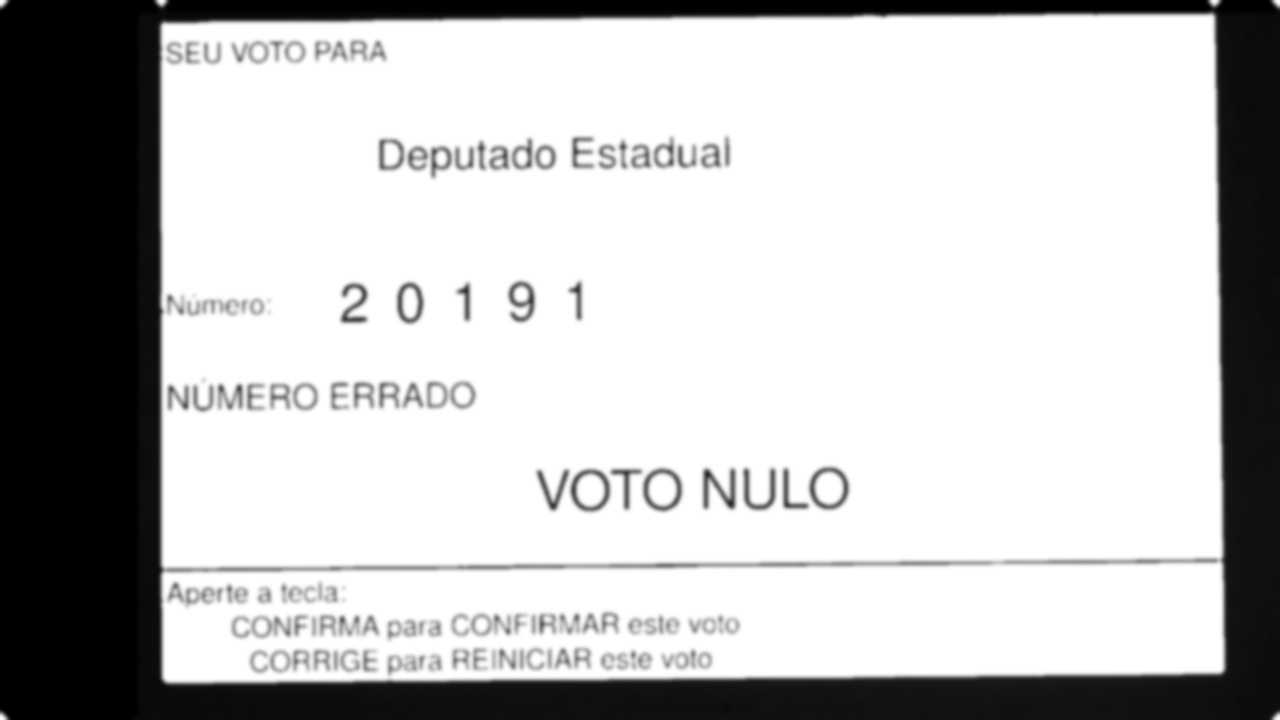 SEU VOTO PARA
Deputado Estadual
Número: 2 0 1 9 1
NÚMERO ERRADO
VOTO NULO
Aperte a tecla:
CONFIRMA para CONFIRMAR este voto
CORRIGE para REINICIAR este voto